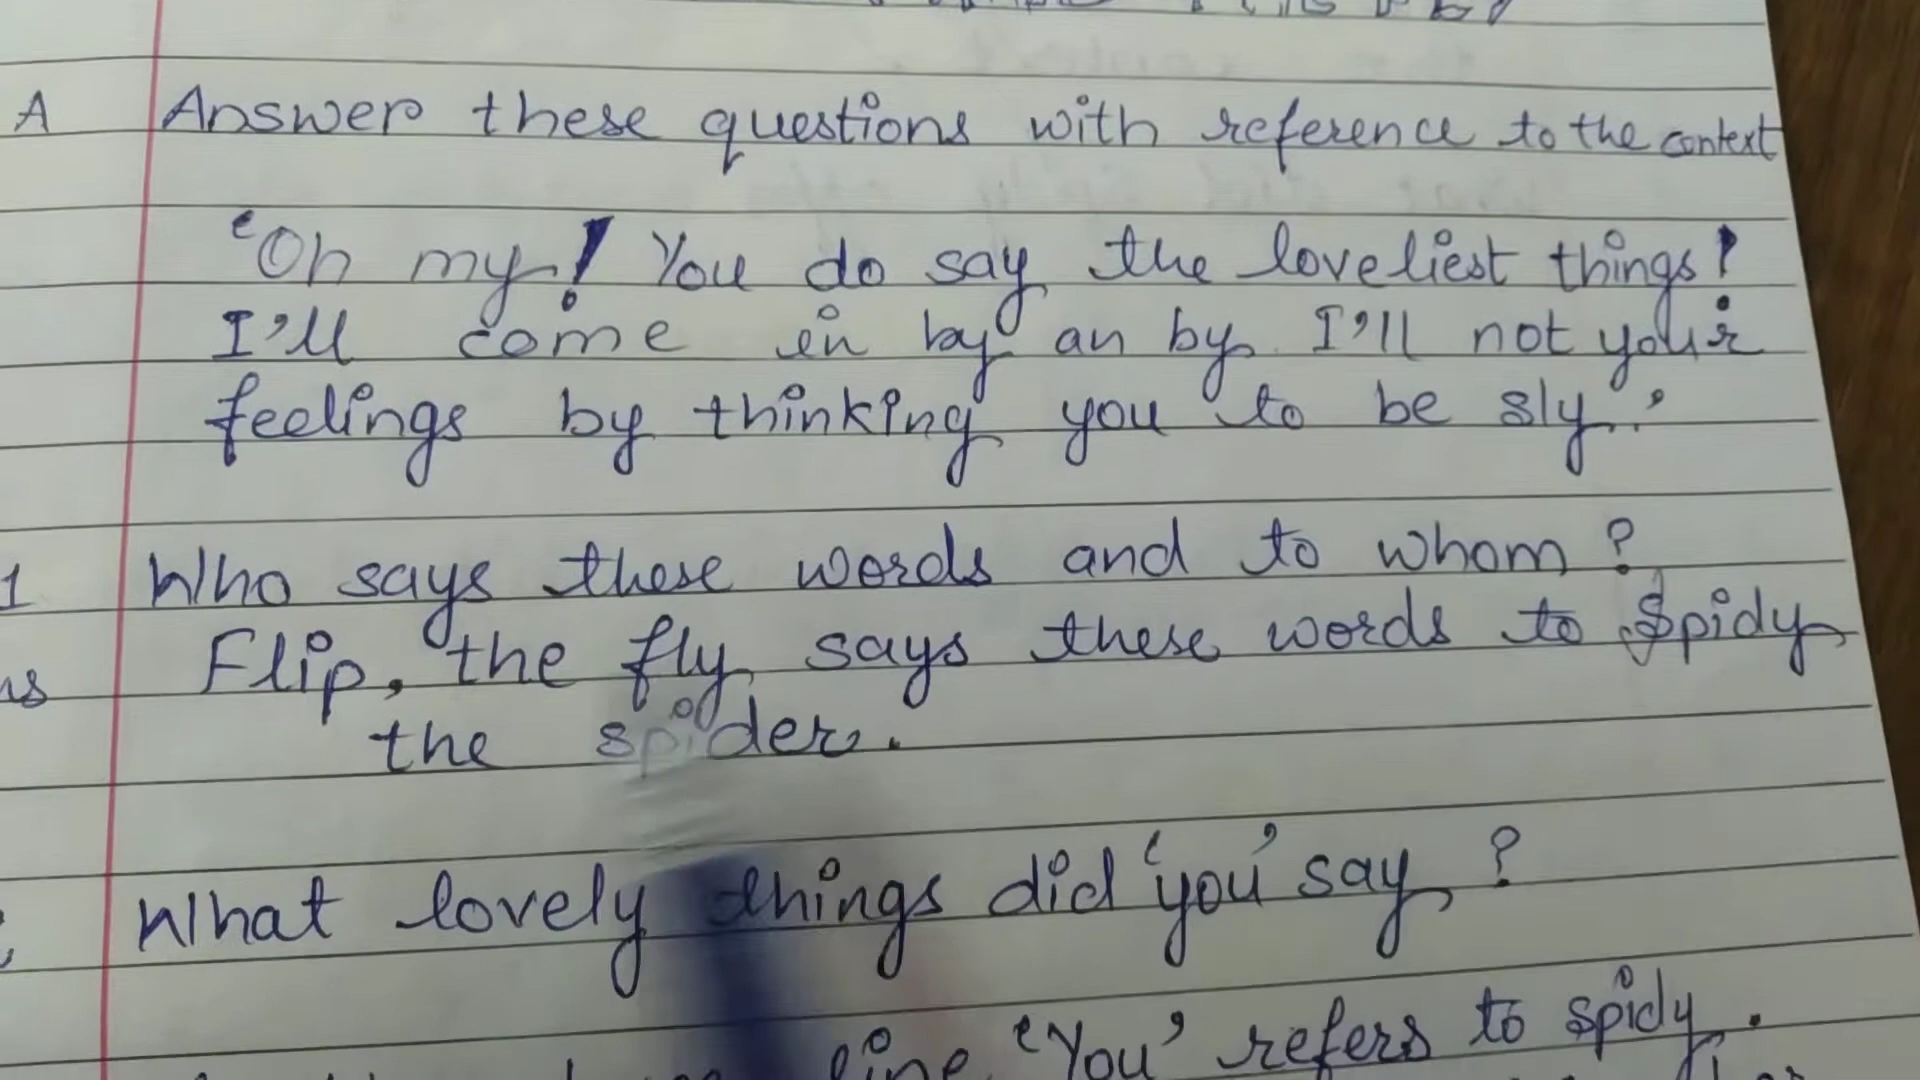 A Answer these questions with reference to the context
'Oh my! You do say the loveliest things!
I'll come in by an by. I'll not your
feelings by thinking you to be sly.'
1 Who says these words and to whom?
ns Flip, the fly says these words to Spidy,
the spider.
What lovely things did 'you' say?
line 'You' refers to spidy.